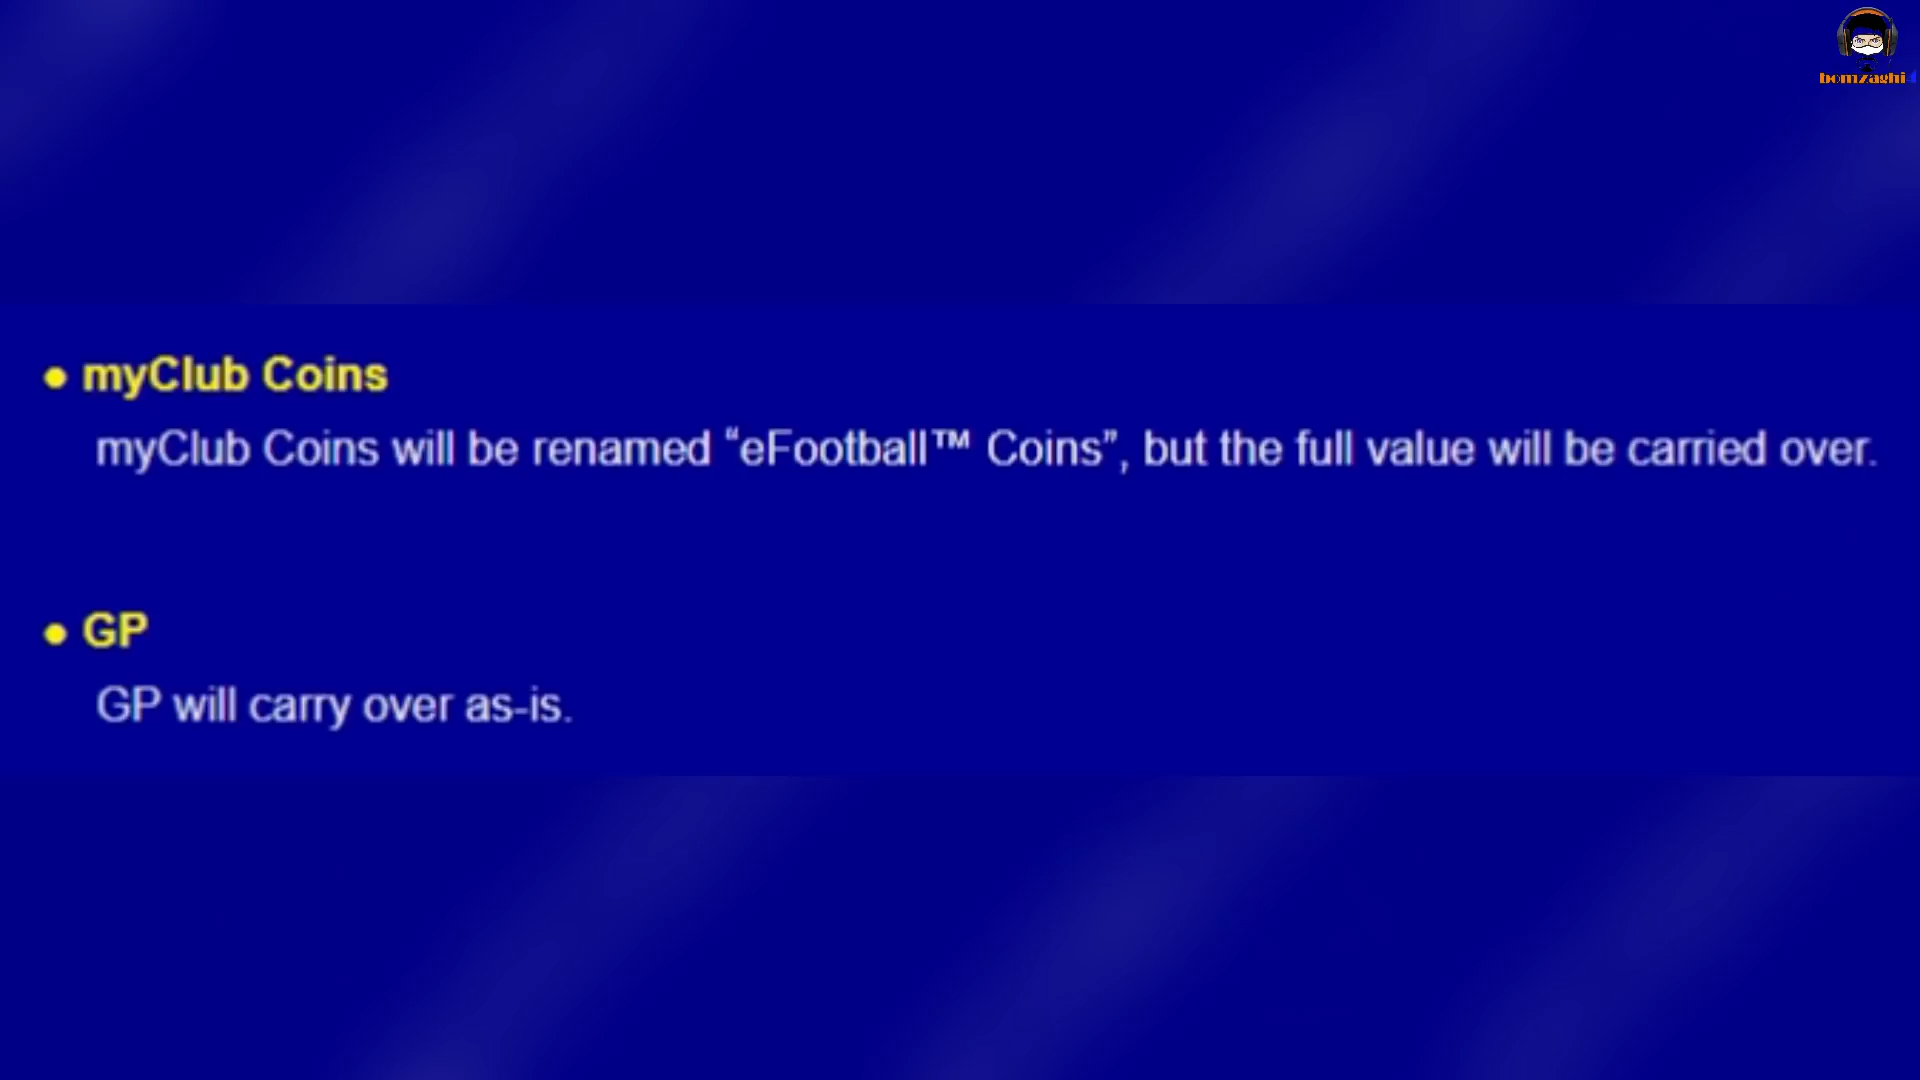 bomzaghi
• myClub Coins
myClub Coins will be renamed “eFootball™ Coins”, but the full value will be carried over.
• GP
GP will carry over as-is.